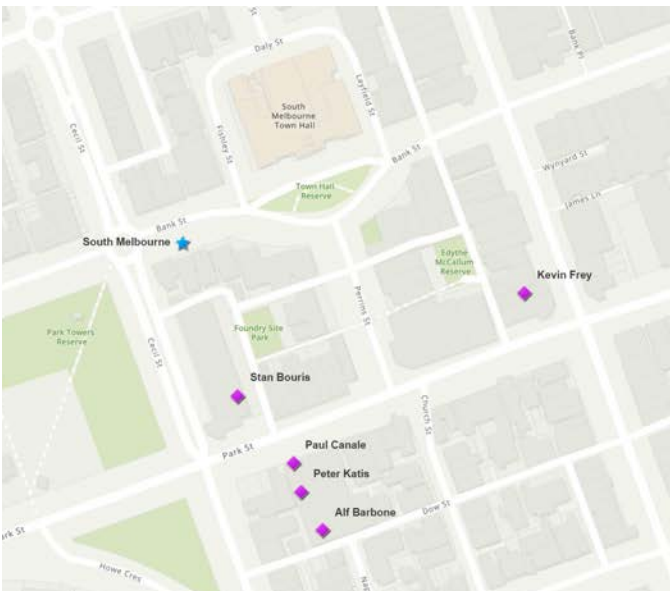 Daly St
Bank Pl
Layfield St
South
Melbourne
Town Hall
Cecil St
Fishley St
Bank St
Wynyard St
Town Hall
Reserve
James Ln
Bank St
South Melbourne
Edythe
McCallum
Reserve
Kevin Frey
Perrins St
Park Towers
Reserve
Foundry Site
Park
Cecil St
Stan Bouris
Church St
Park St
Paul Canale
Peter Katis
Alf Barbone
Dow St
ark St
Howe Cres